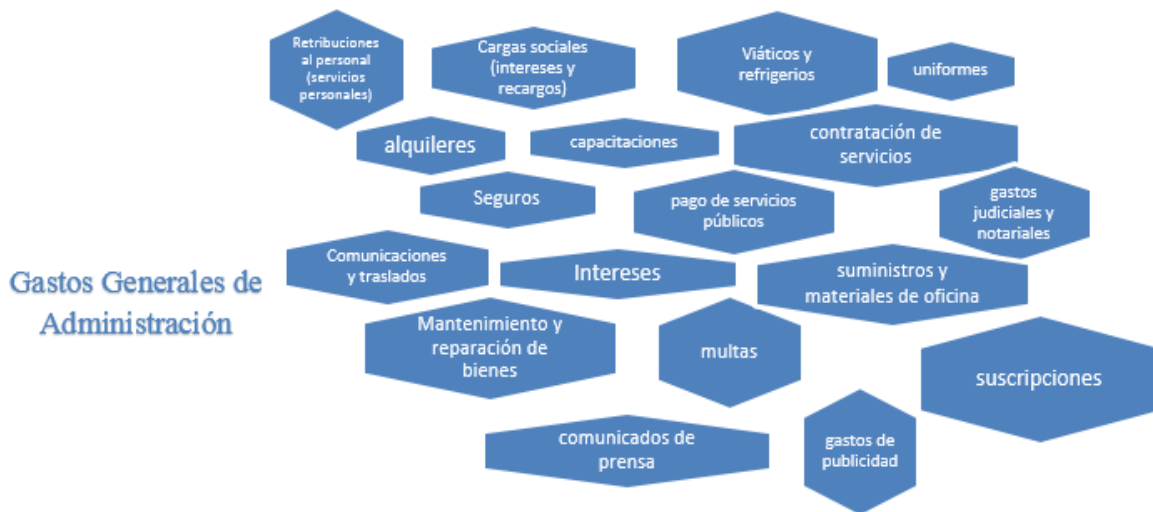 Retribuciones
al personal
(servicios
personales)
Cargas sociales
(intereses y
recargos)
Viáticos y
refrigerios
uniformes
alquileres
capacitaciones
contratación de
servicios
Seguros
pago de servicios
públicos
gastos
judiciales y
notariales
Comunicaciones
y traslados
Intereses
suministros y
materiales de oficina
Gastos Generales de
Administración
Mantenimiento y
reparación de
bienes
multas
suscripciones
comunicados de
prensa
gastos de
publicidad